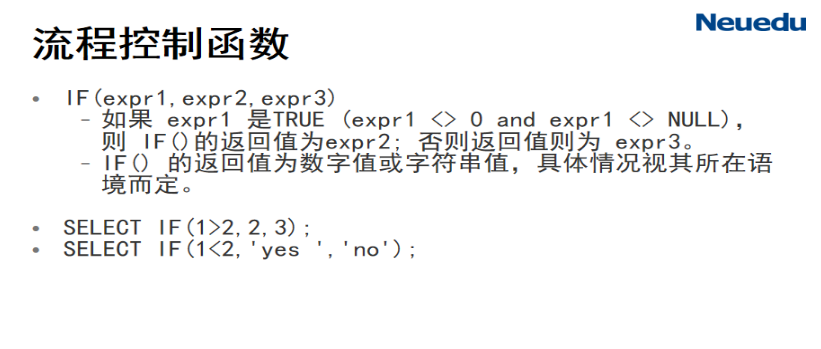 Neuedu
流程控制函数
• IF(expr1,expr2,expr3)
– 如果 expr1 是TRUE (expr1 <> 0 and expr1 <> NULL),
则 IF()的返回值为expr2; 否则返回值则为 expr3。
– IF() 的返回值为数字值或字符串值，具体情况视其所在语
境而定。
• SELECT IF(1>2,2,3);
• SELECT IF(1<2,'yes ','no');